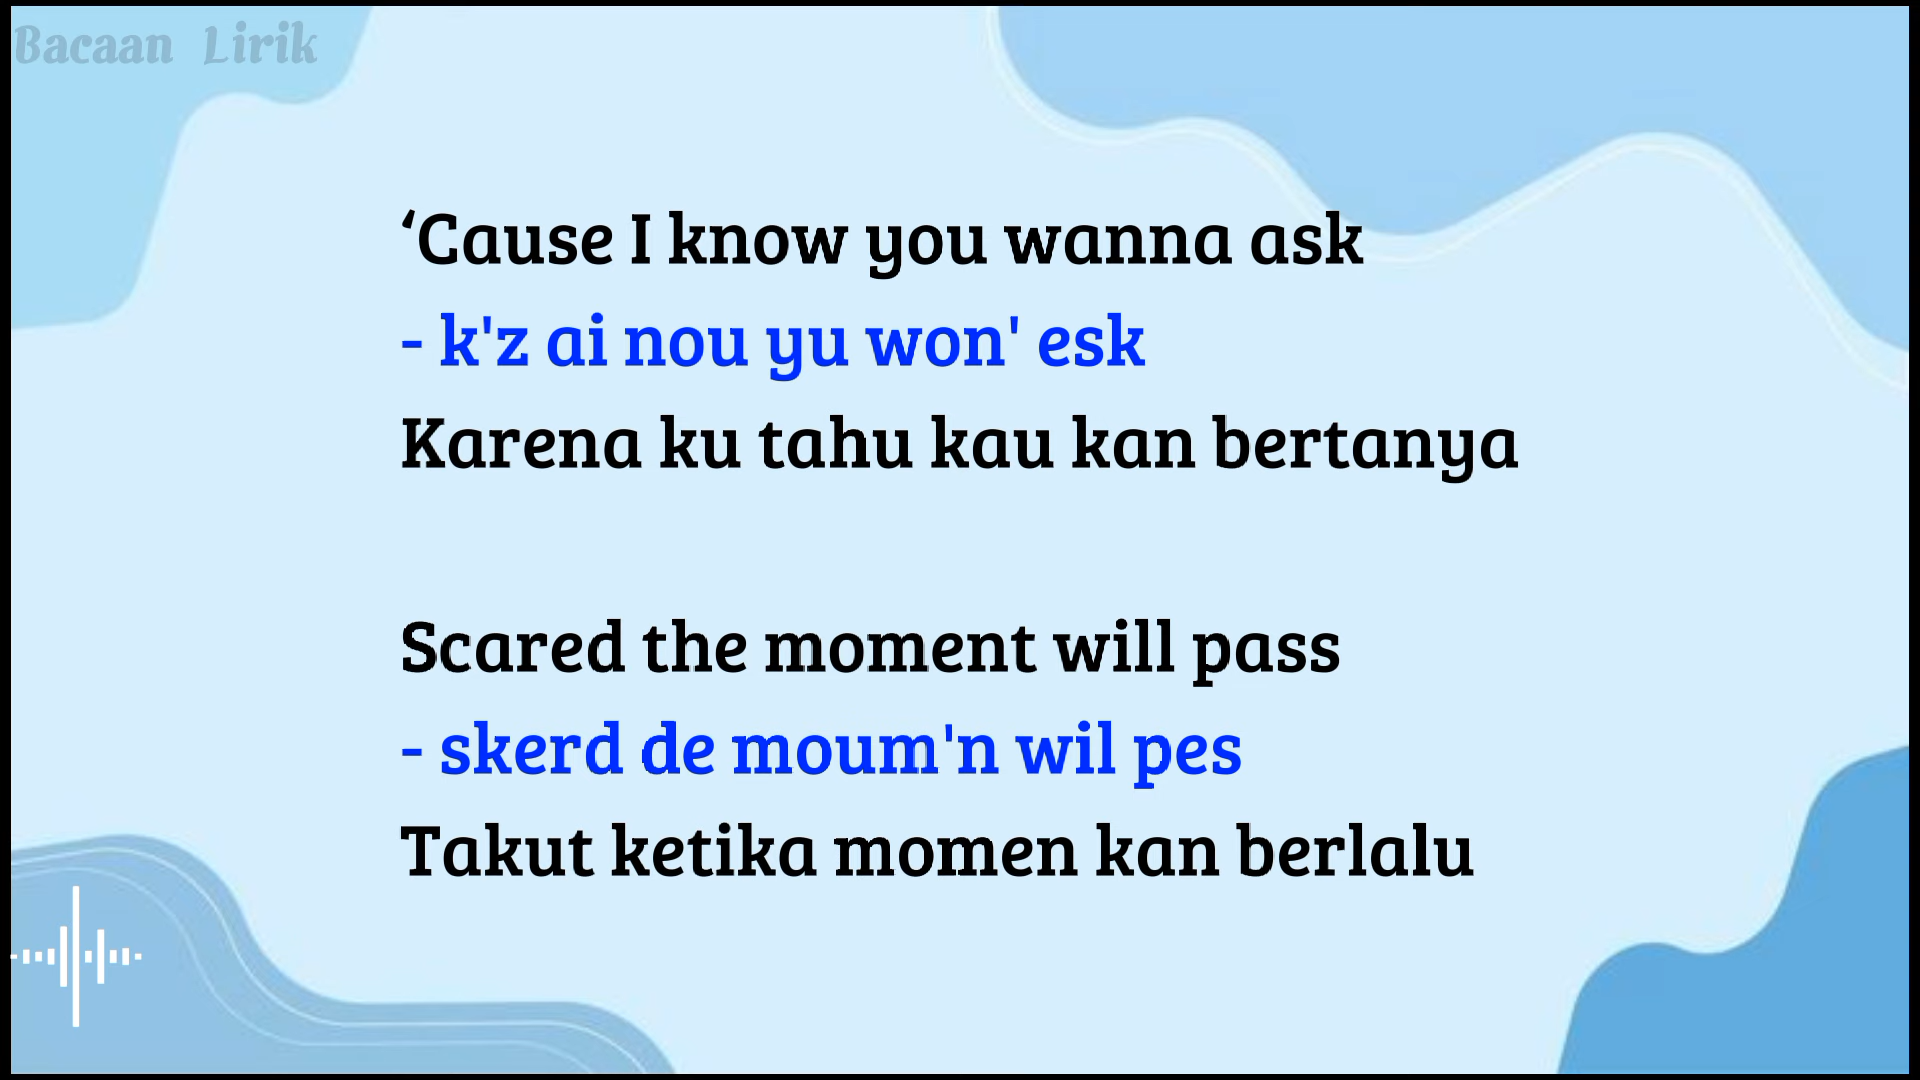 Bacaan Lirik
‘Cause I know you wanna ask
- k'z ai nou yu won' esk
Karena ku tahu kau kan bertanya
Scared the moment will pass
- skerd de moum'n wil pes
Takut ketika momen kan berlalu